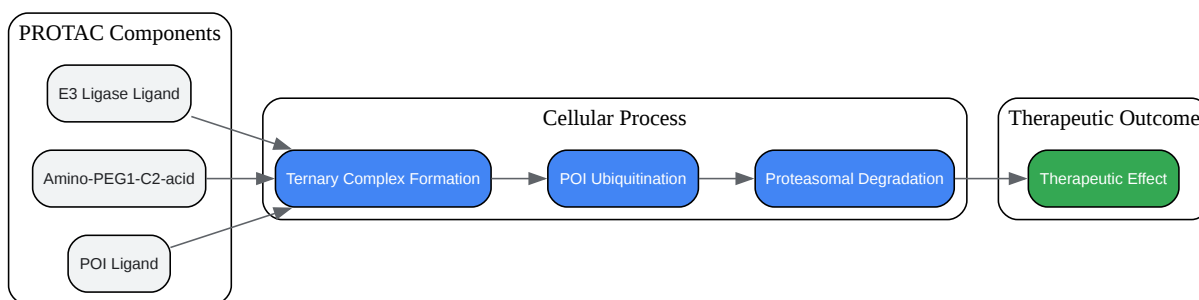 PROTAC Components
E3 Ligase Ligand
Amino-PEG1-C2-acid
POI Ligand
Cellular Process
Ternary Complex Formation
POI Ubiquitination
Proteasomal Degradation
Therapeutic Outcome
Therapeutic Effect